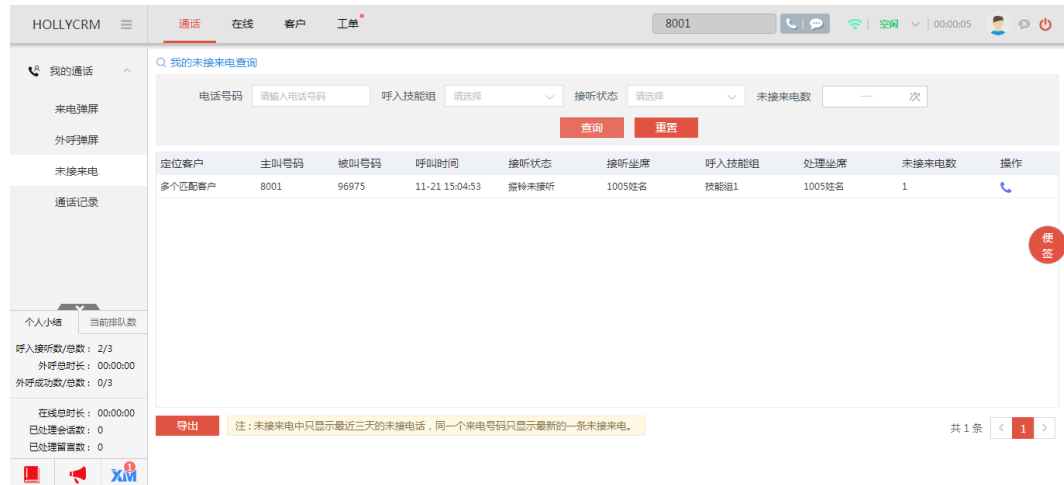 HOLLYCRM
通话 在线 客户 工单
8001
空闲 00:00:05
我的通话
来电弹屏
外呼弹屏
未接来电
通话记录
我的未接来电查询
电话号码 请输入电话号码 呼入技能组 请选择 接听状态 请选择 未接来电数 — 次
查询 重置
定位客户 主叫号码 被叫号码 呼叫时间 接听状态 接听坐席 呼入技能组 处理坐席 未接来电数 操作
多个匹配客户 8001 96975 11-21 15:04:53 振铃未接听 1005姓名 技能组1 1005姓名 1
便
签
个人小结 当前排队数
呼入接听数/总数: 2/3
外呼总时长: 00:00:00
外呼成功数/总数: 0/3
在线总时长: 00:00:00
已处理会话数: 0
已处理留言数: 0
XM 1
导出 注:未接来电中只显示最近三天的未接电话,同一个来电号码只显示最新的一条未接来电。
共1条 < 1 >